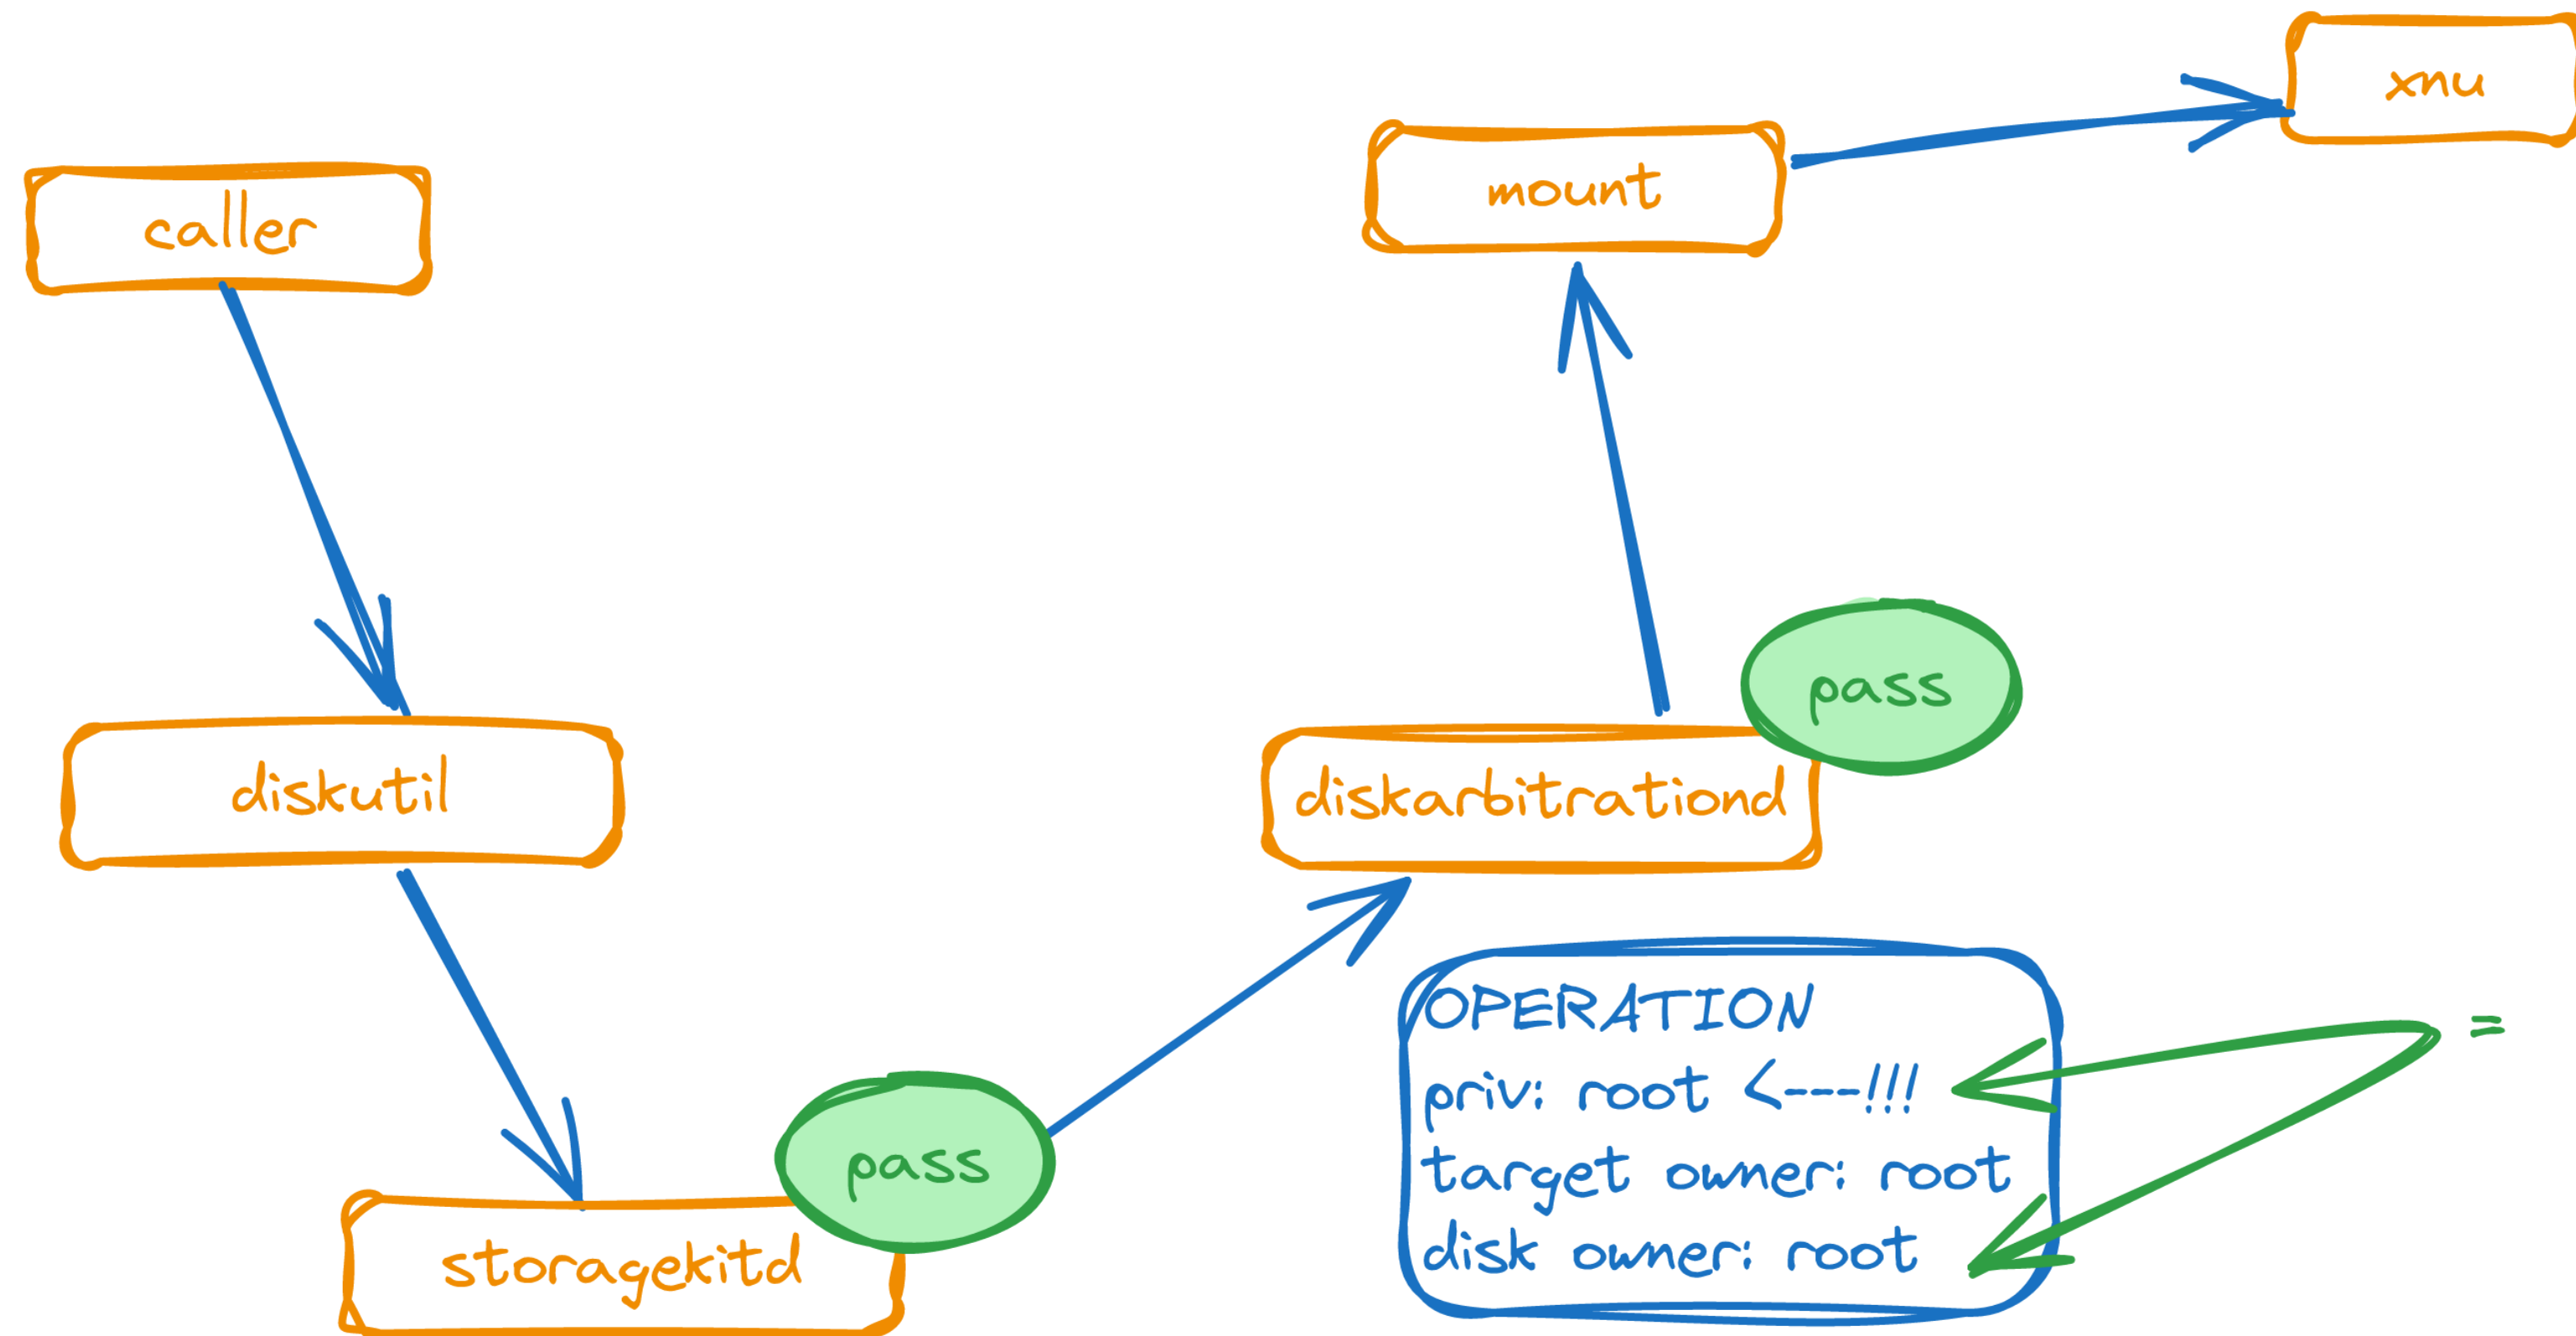 xnu
mount
caller
pass
diskutil
diskarbitrationd
OPERATION
priv: root <---!!!
target owner: root
disk owner: root
=
pass
storagekitd